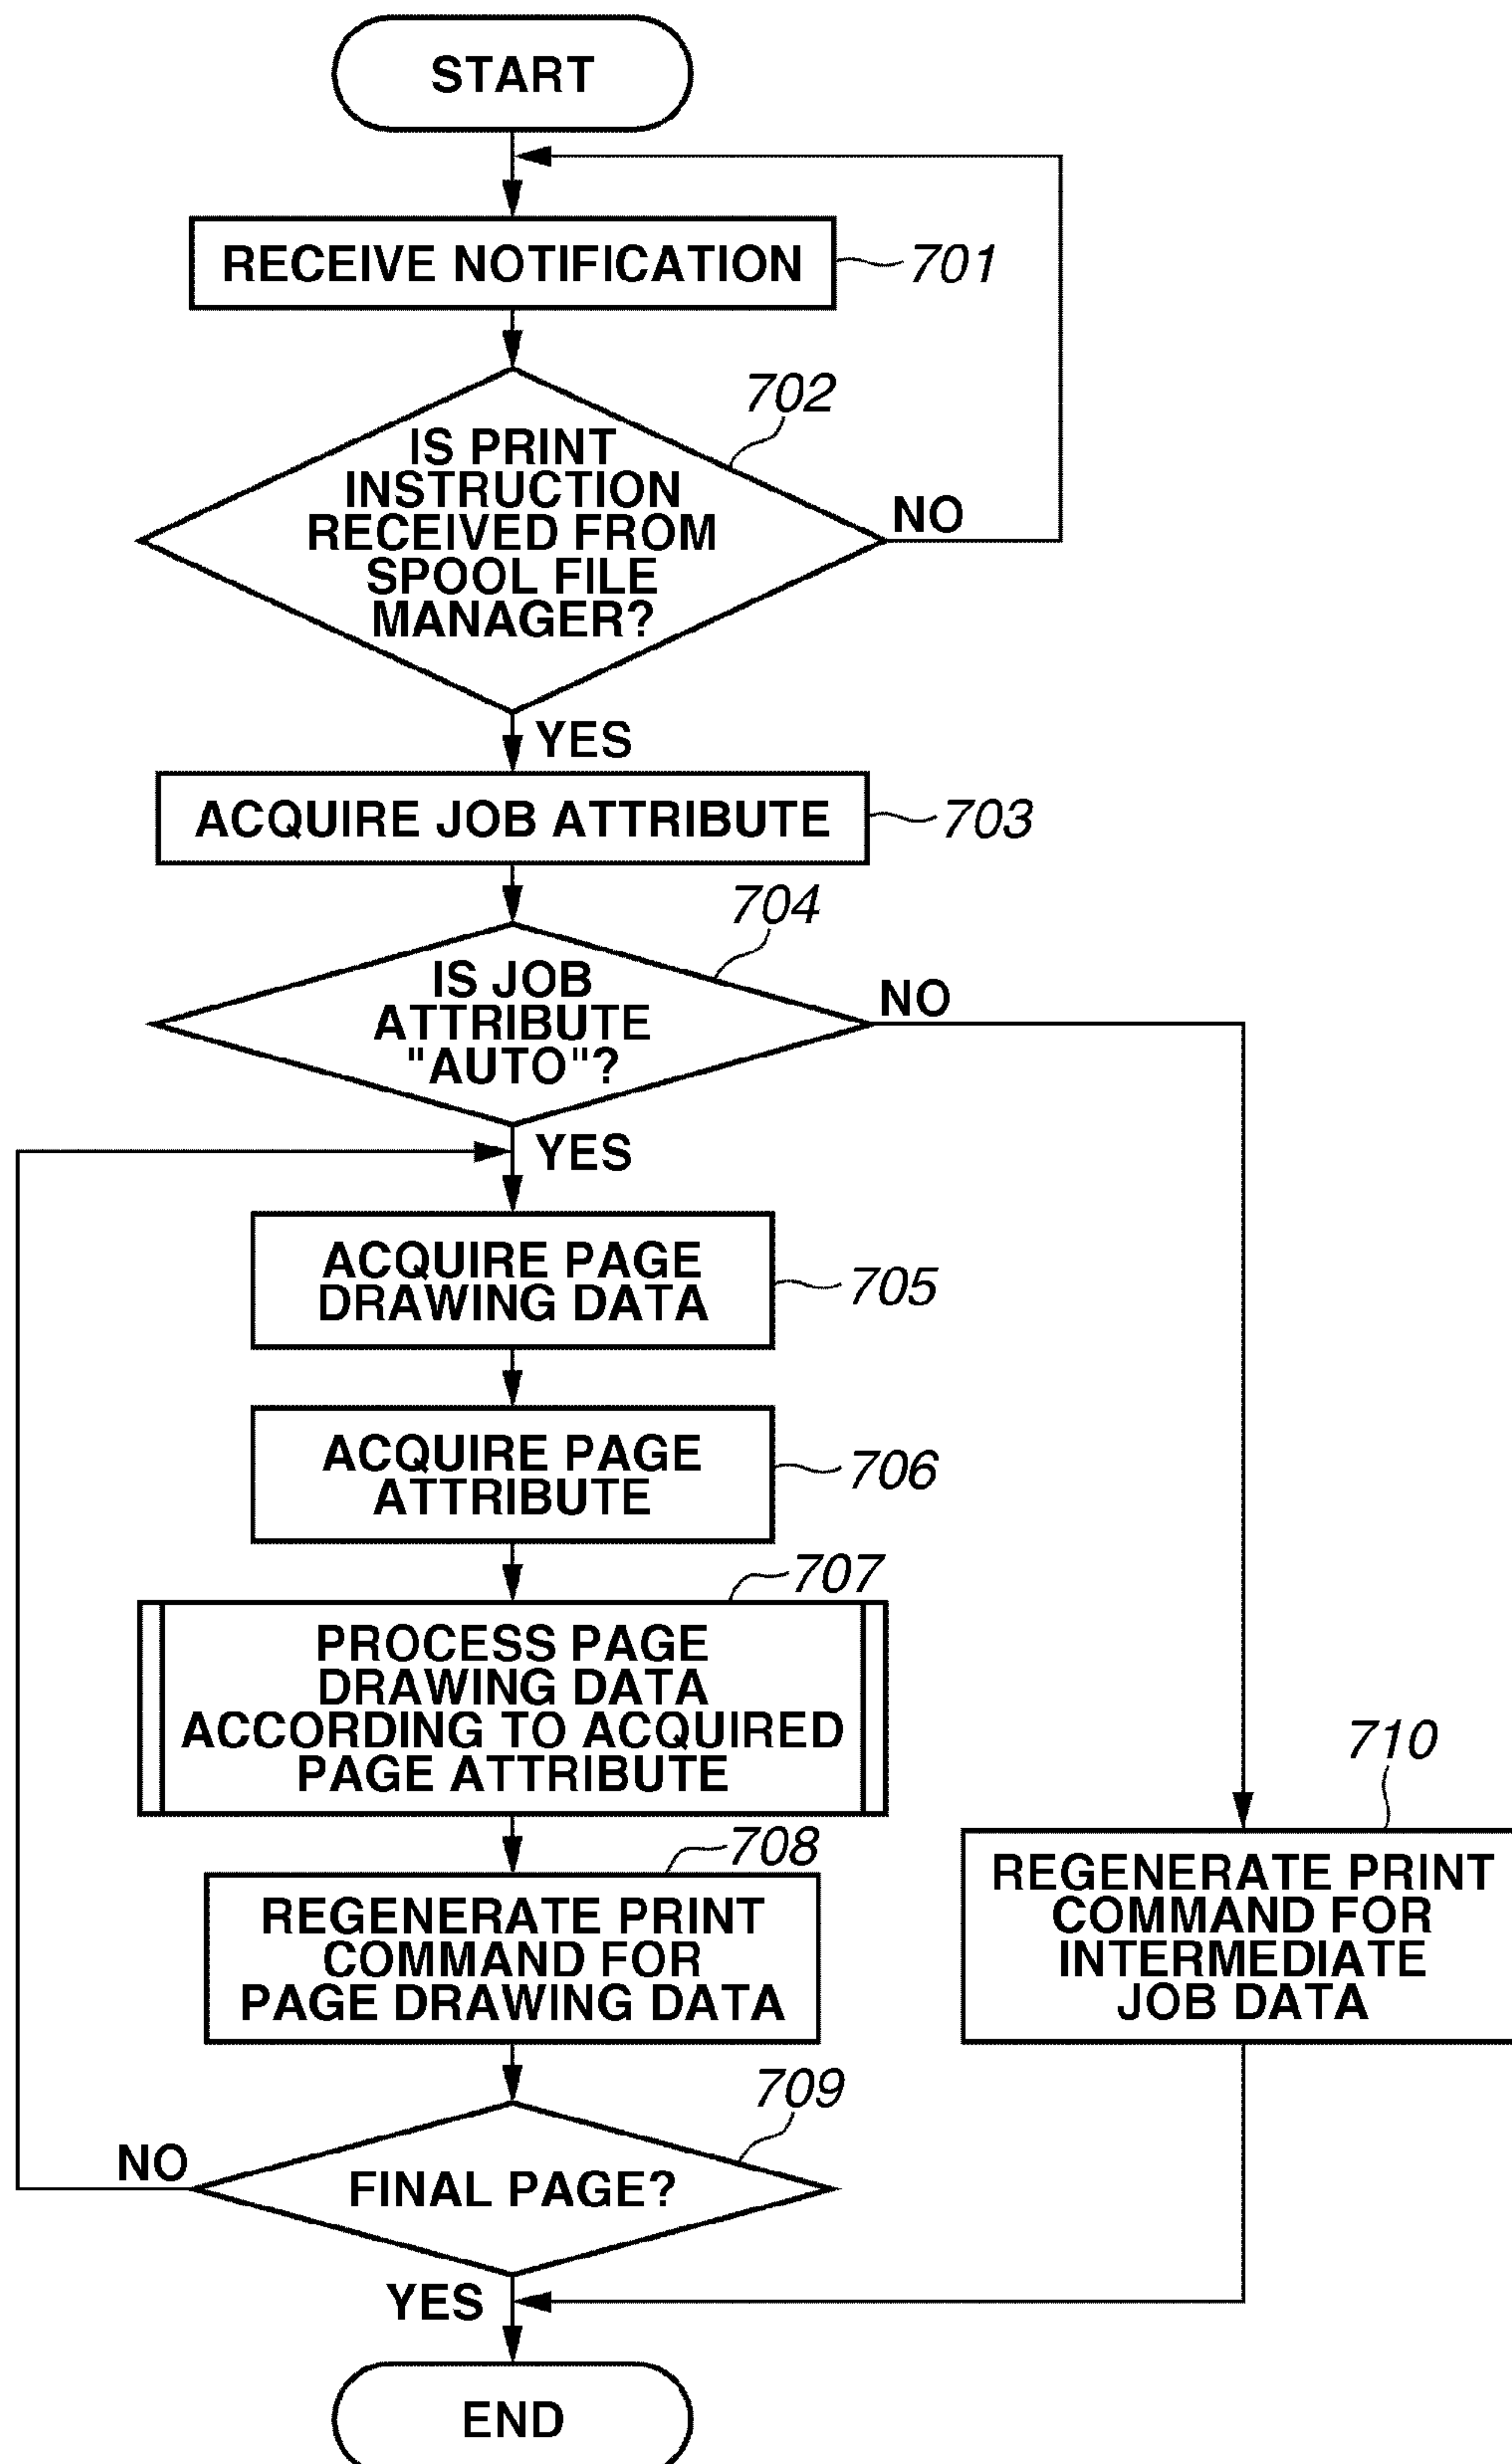 START
RECEIVE NOTIFICATION
701
702
IS PRINT
INSTRUCTION
RECEIVED FROM
SPOOL FILE
MANAGER?
NO
YES
ACQUIRE JOB ATTRIBUTE
703
704
IS JOB
ATTRIBUTE
"AUTO"?
NO
YES
ACQUIRE PAGE
DRAWING DATA
705
ACQUIRE PAGE
ATTRIBUTE
706
707
PROCESS PAGE
DRAWING DATA
ACCORDING TO ACQUIRED
PAGE ATTRIBUTE
708
REGENERATE PRINT
COMMAND FOR
PAGE DRAWING DATA
710
REGENERATE PRINT
COMMAND FOR
INTERMEDIATE
JOB DATA
709
FINAL PAGE?
NO
YES
END